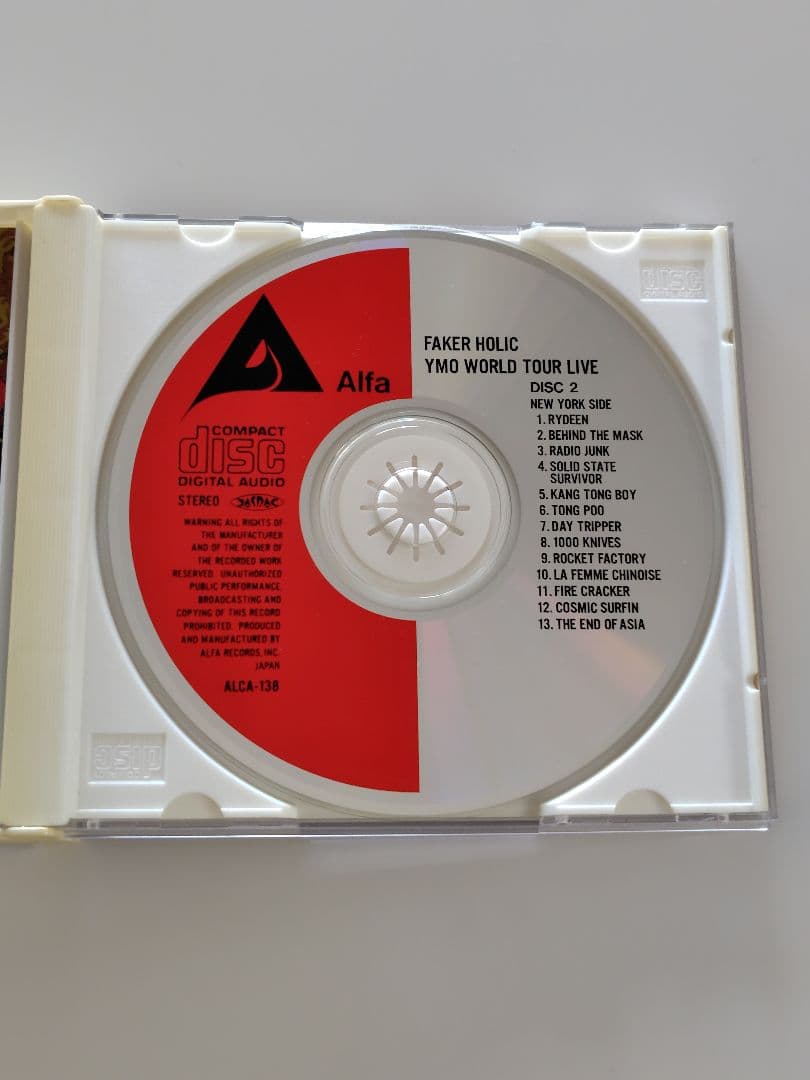 Alfa
COMPACT
disc
DIGITAL AUDIO
STEREO JASRAC
WARNING ALL RIGHTS OF
THE MANUFACTURER
AND OF THE OWNER OF
THE RECORDED WORK
RESERVED. UNAUTHORIZED
PUBLIC PERFORMANCE
BROADCASTING AND
COPYING OF THIS RECORD
PROHIBITED. PRODUCED
AND MANUFACTURED BY
ALFA RECORDS, INC.
JAPAN
ALCA-138
FAKER HOLIC
YMO WORLD TOUR LIVE
DISC 2
NEW YORK SIDE
1. RYDEEN
2. BEHIND THE MASK
3. RADIO JUNK
4. SOLID STATE
SURVIVOR
5. KANG TONG BOY
6. TONG POO
7. DAY TRIPPER
8. 1000 KNIVES
9. ROCKET FACTORY
10. LA FEMME CHINOISE
11. FIRE CRACKER
12. COSMIC SURFIN
13. THE END OF ASIA
disc
disc